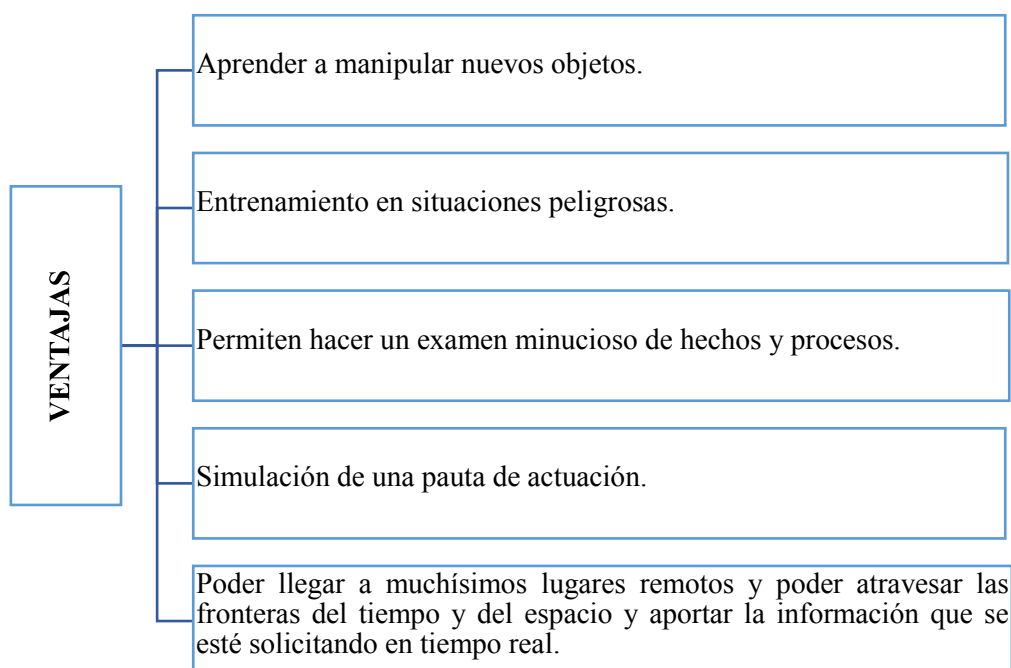 VENTAJAS
Aprender a manipular nuevos objetos.
Entrenamiento en situaciones peligrosas.
Permiten hacer un examen minucioso de hechos y procesos.
Simulación de una pauta de actuación.
Poder llegar a muchísimos lugares remotos y poder atravesar las
fronteras del tiempo y del espacio y aportar la información que se
esté solicitando en tiempo real.